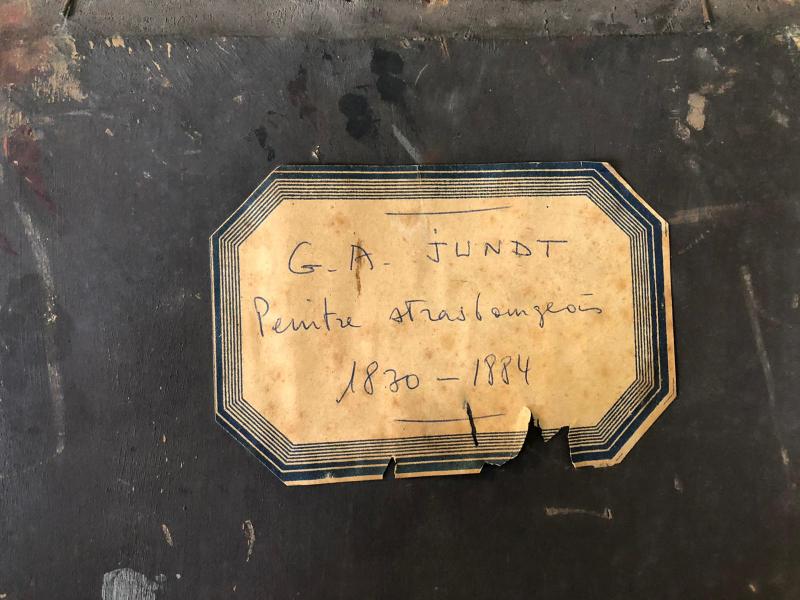 G. A. JUNDT
Peintre strasbourgeois
1830 - 1884